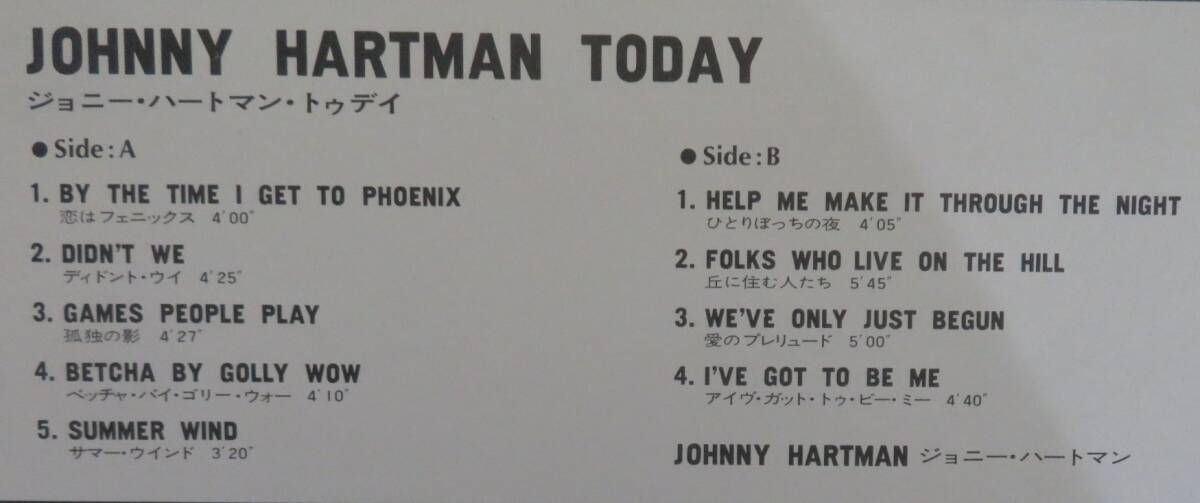 JOHNNY HARTMAN TODAY
ジョニー・ハートマン・トゥデイ
● Side:A
1. BY THE TIME I GET TO PHOENIX
恋はフェニックス 4'00"
2. DIDN'T WE
ディドント・ウイ 4'25"
3. GAMES PEOPLE PLAY
孤独の影 4'27"
4. BETCHA BY GOLLY WOW
ベッチャ・バイ・ゴリー・ウォー 4'10"
5. SUMMER WIND
サマー・ウインド 3'20"
● Side:B
1. HELP ME MAKE IT THROUGH THE NIGHT
ひとりぼっちの夜 4'05"
2. FOLKS WHO LIVE ON THE HILL
丘に住む人たち 5'45"
3. WE'VE ONLY JUST BEGUN
愛のプレリュード 5'00"
4. I'VE GOT TO BE ME
アイヴ・ガット・トゥ・ビー・ミー 4'40"
JOHNNY HARTMAN ジョニー・ハートマン